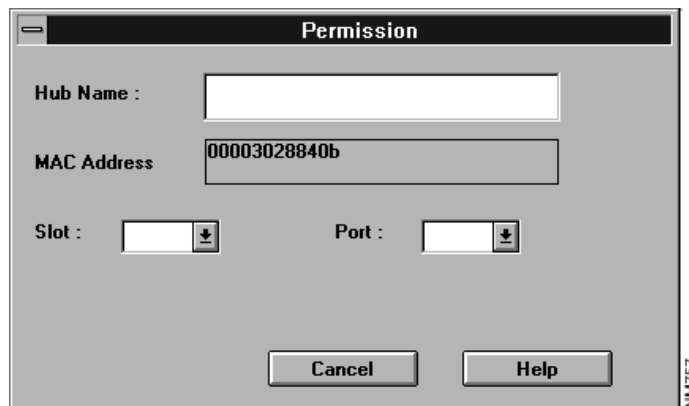 Permission
Hub Name :
MAC Address 00003028840b
Slot : Port :
Cancel Help